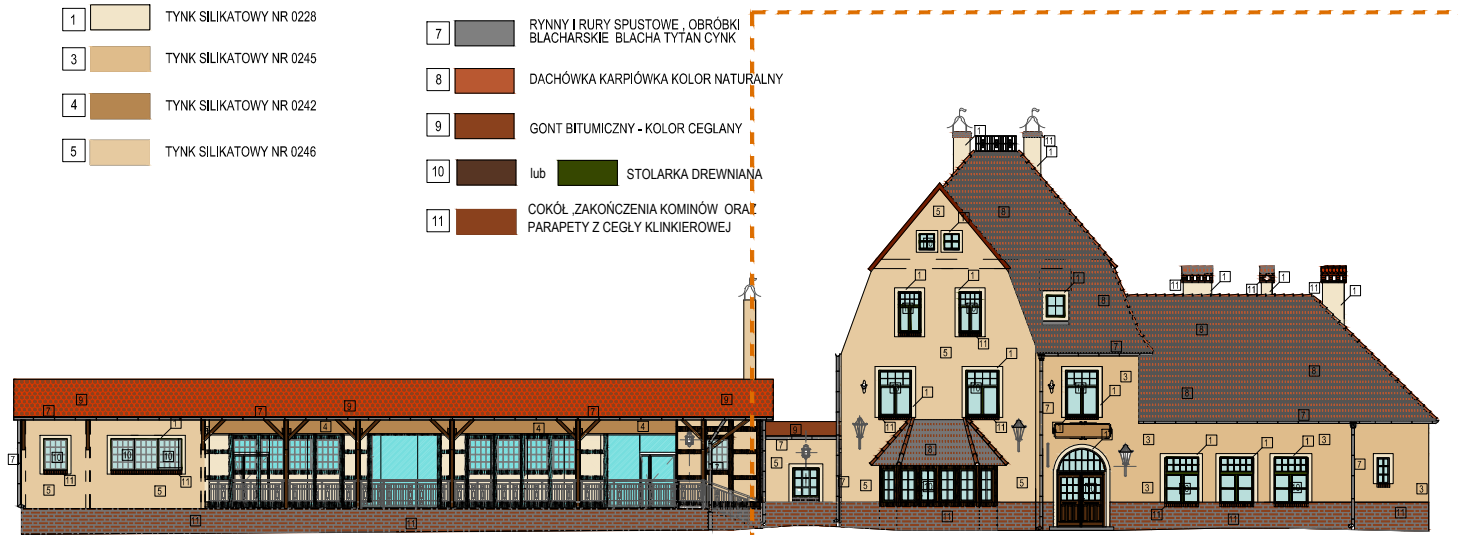 1 TYNK SILIKATOWY NR 0228
3 TYNK SILIKATOWY NR 0245
4 TYNK SILIKATOWY NR 0242
5 TYNK SILIKATOWY NR 0246
7 RYNNY I RURY SPUSTOWE , OBRÓBKI
BLACHARSKIE BLACHA TYTAN CYNK
8 DACHÓWKA KARPIÓWKA KOLOR NATURALNY
9 GONT BITUMICZNY - KOLOR CEGLANY
10 lub STOLARKA DREWNIANA
11 COKÓŁ ,ZAKOŃCZENIA KOMINÓW ORAZ
PARAPETY Z CEGŁY KLINKIEROWEJ